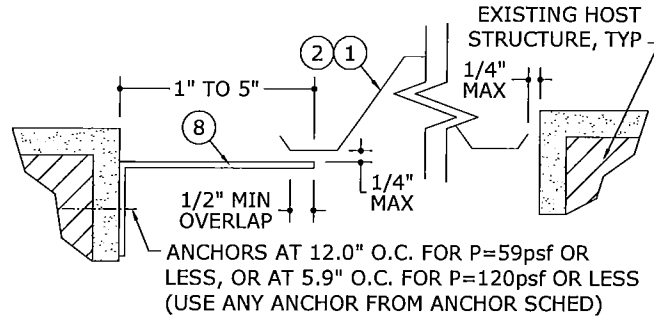 EXISTING HOST
STRUCTURE, TYP
2 1
1/4"
MAX
1" TO 5"
8
1/2" MIN
OVERLAP
1/4"
MAX
ANCHORS AT 12.0" O.C. FOR P=59psf OR
LESS, OR AT 5.9" O.C. FOR P=120psf OR LESS
(USE ANY ANCHOR FROM ANCHOR SCHED)